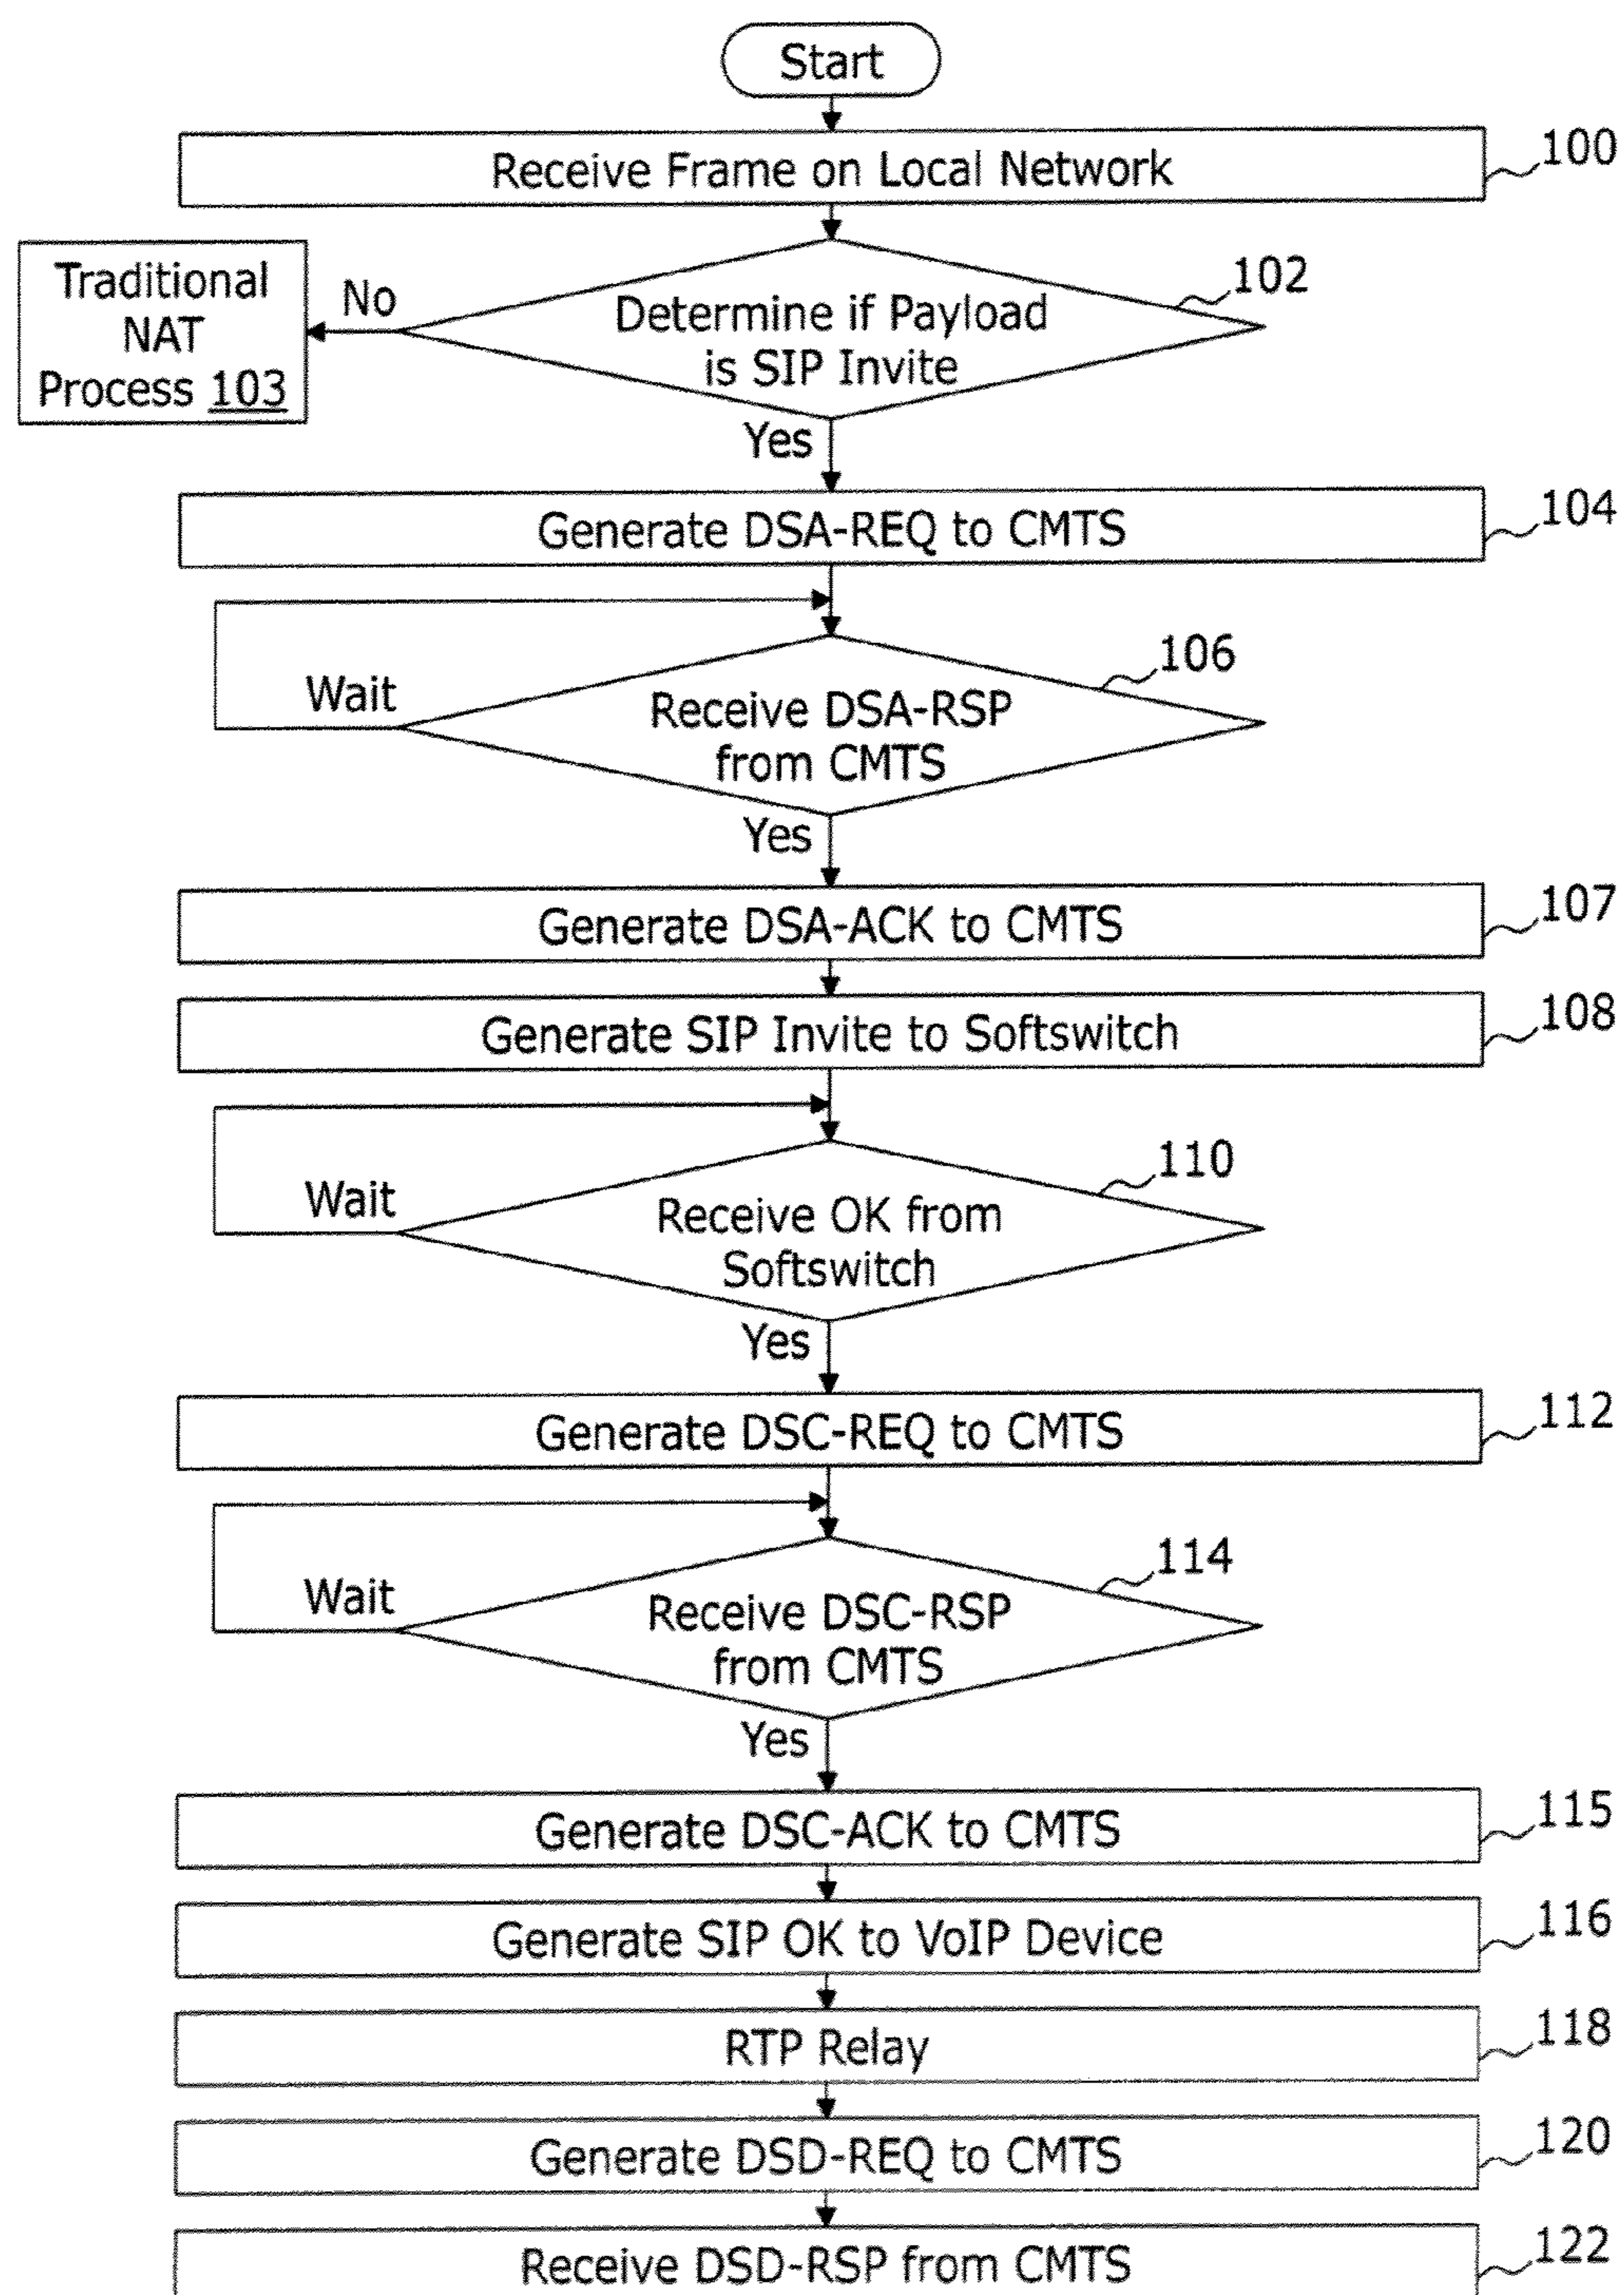 Start
Receive Frame on Local Network
100
Traditional
NAT
Process 103
No
Determine if Payload
is SIP Invite
102
Yes
Generate DSA-REQ to CMTS
104
Wait
Receive DSA-RSP
from CMTS
106
Yes
Generate DSA-ACK to CMTS
107
Generate SIP Invite to Softswitch
108
Wait
Receive OK from
Softswitch
110
Yes
Generate DSC-REQ to CMTS
112
Wait
Receive DSC-RSP
from CMTS
114
Yes
Generate DSC-ACK to CMTS
115
Generate SIP OK to VoIP Device
116
RTP Relay
118
Generate DSD-REQ to CMTS
120
Receive DSD-RSP from CMTS
122